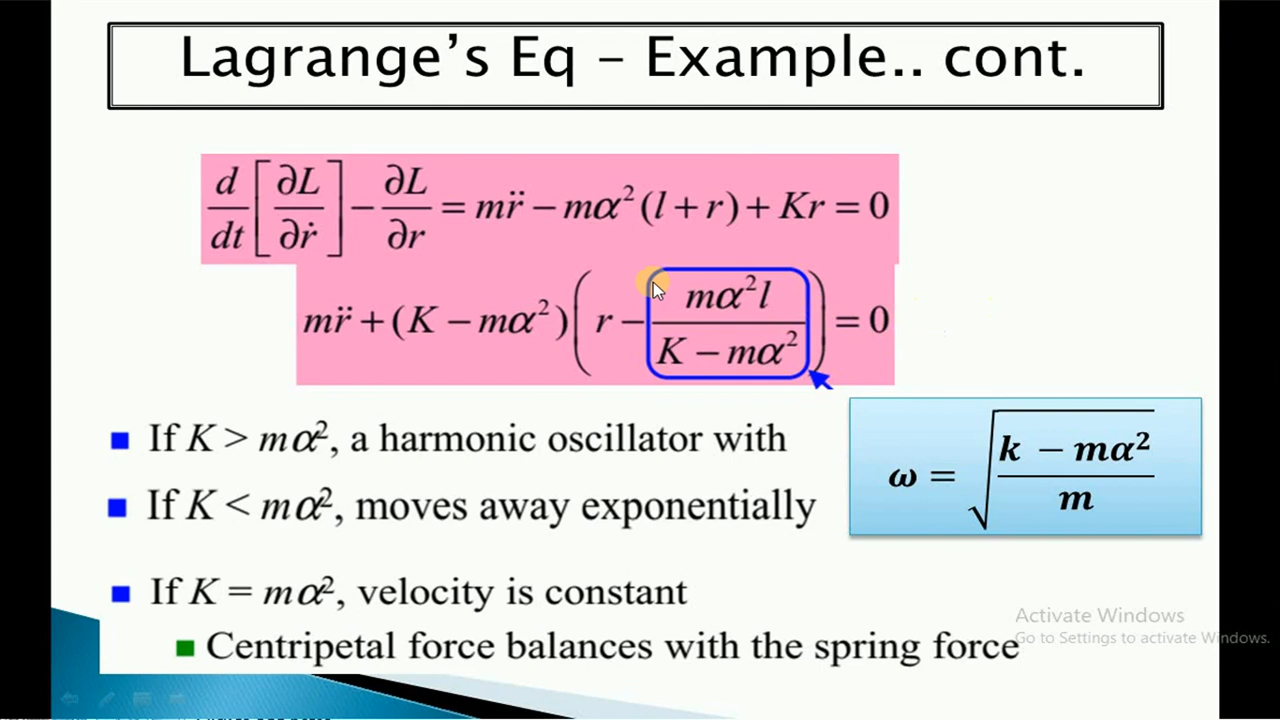 Lagrange's Eq – Example.. cont.
d/dt [∂L/∂ṙ] − ∂L/∂r = mr̈ − mα²(l + r) + Kr = 0
mr̈ + (K − mα²)(r − mα²l/(K − mα²)) = 0
If K > mα², a harmonic oscillator with
ω = √((k − mα²)/m)
If K < mα², moves away exponentially
If K = mα², velocity is constant
Centripetal force balances with the spring force
Activate Windows
Go to Settings to activate Windows.